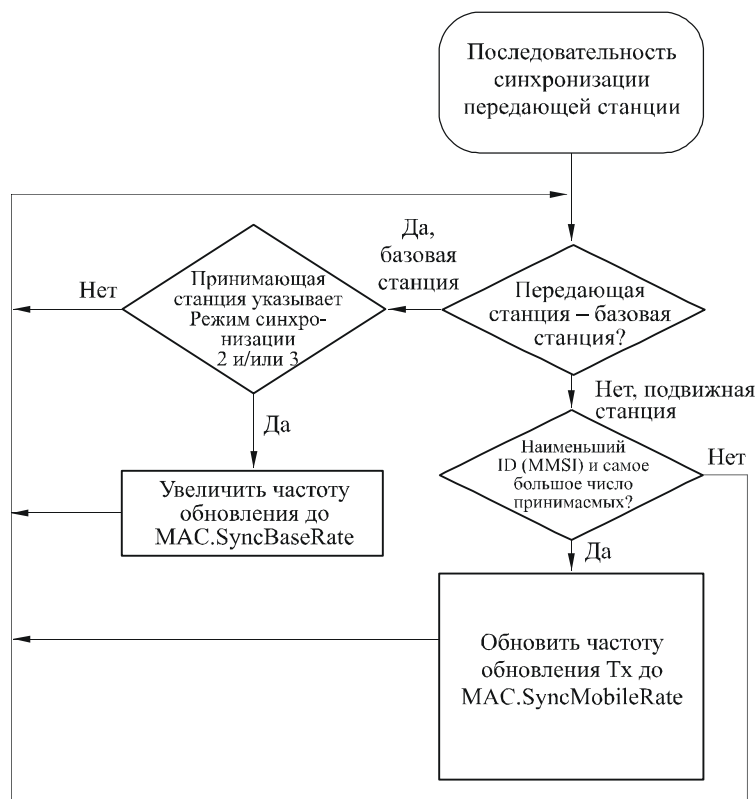 Последовательность
синхронизации
передающей станции
Да,
базовая
станция
Нет
Принимающая
станция указывает
Режим синхро-
низации
2 и/или 3
Передающая
станция – базовая
станция?
Нет, подвижная
станция
Да
Наименьший
ID (MMSI) и самое
большое число
принимасмых?
Нет
Увеличить частоту
обновления до
MAC.SyncBaseRate
Да
Обновить частоту
обновления Tx до
MAC.SyncMobileRate